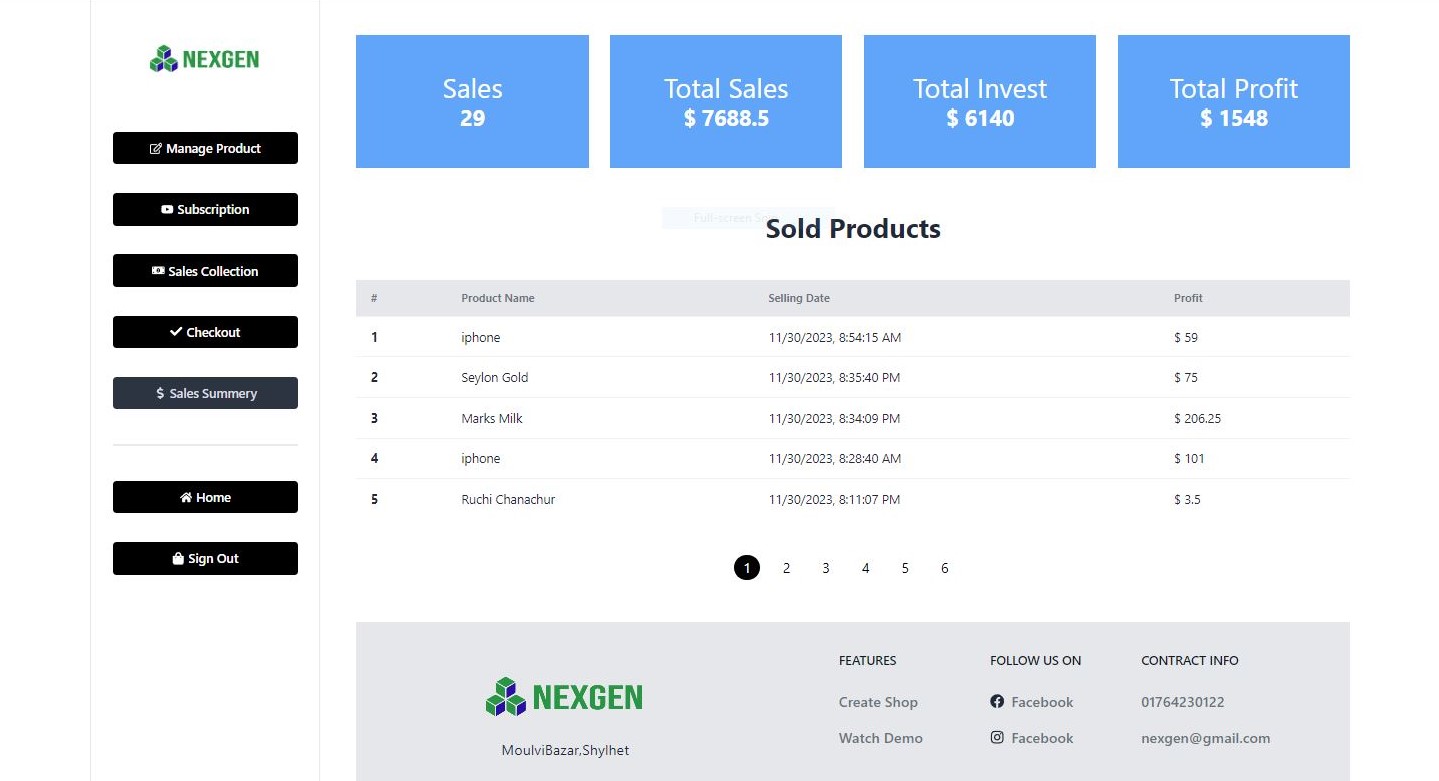 NEXGEN
Manage Product
Subscription
Sales Collection
Checkout
$ Sales Summery
Home
Sign Out
Sales
29
Total Sales
$ 7688.5
Total Invest
$ 6140
Total Profit
$ 1548
Full-screen
Sold Products
# Product Name Selling Date Profit
1 iphone 11/30/2023, 8:54:15 AM $ 59
2 Seylon Gold 11/30/2023, 8:35:40 PM $ 75
3 Marks Milk 11/30/2023, 8:34:09 PM $ 206.25
4 iphone 11/30/2023, 8:28:40 AM $ 101
5 Ruchi Chanachur 11/30/2023, 8:11:07 PM $ 3.5
1 2 3 4 5 6
NEXGEN
MoulviBazar,Shylhet
FEATURES
Create Shop
Watch Demo
FOLLOW US ON
Facebook
Facebook
CONTRACT INFO
01764230122
nexgen@gmail.com